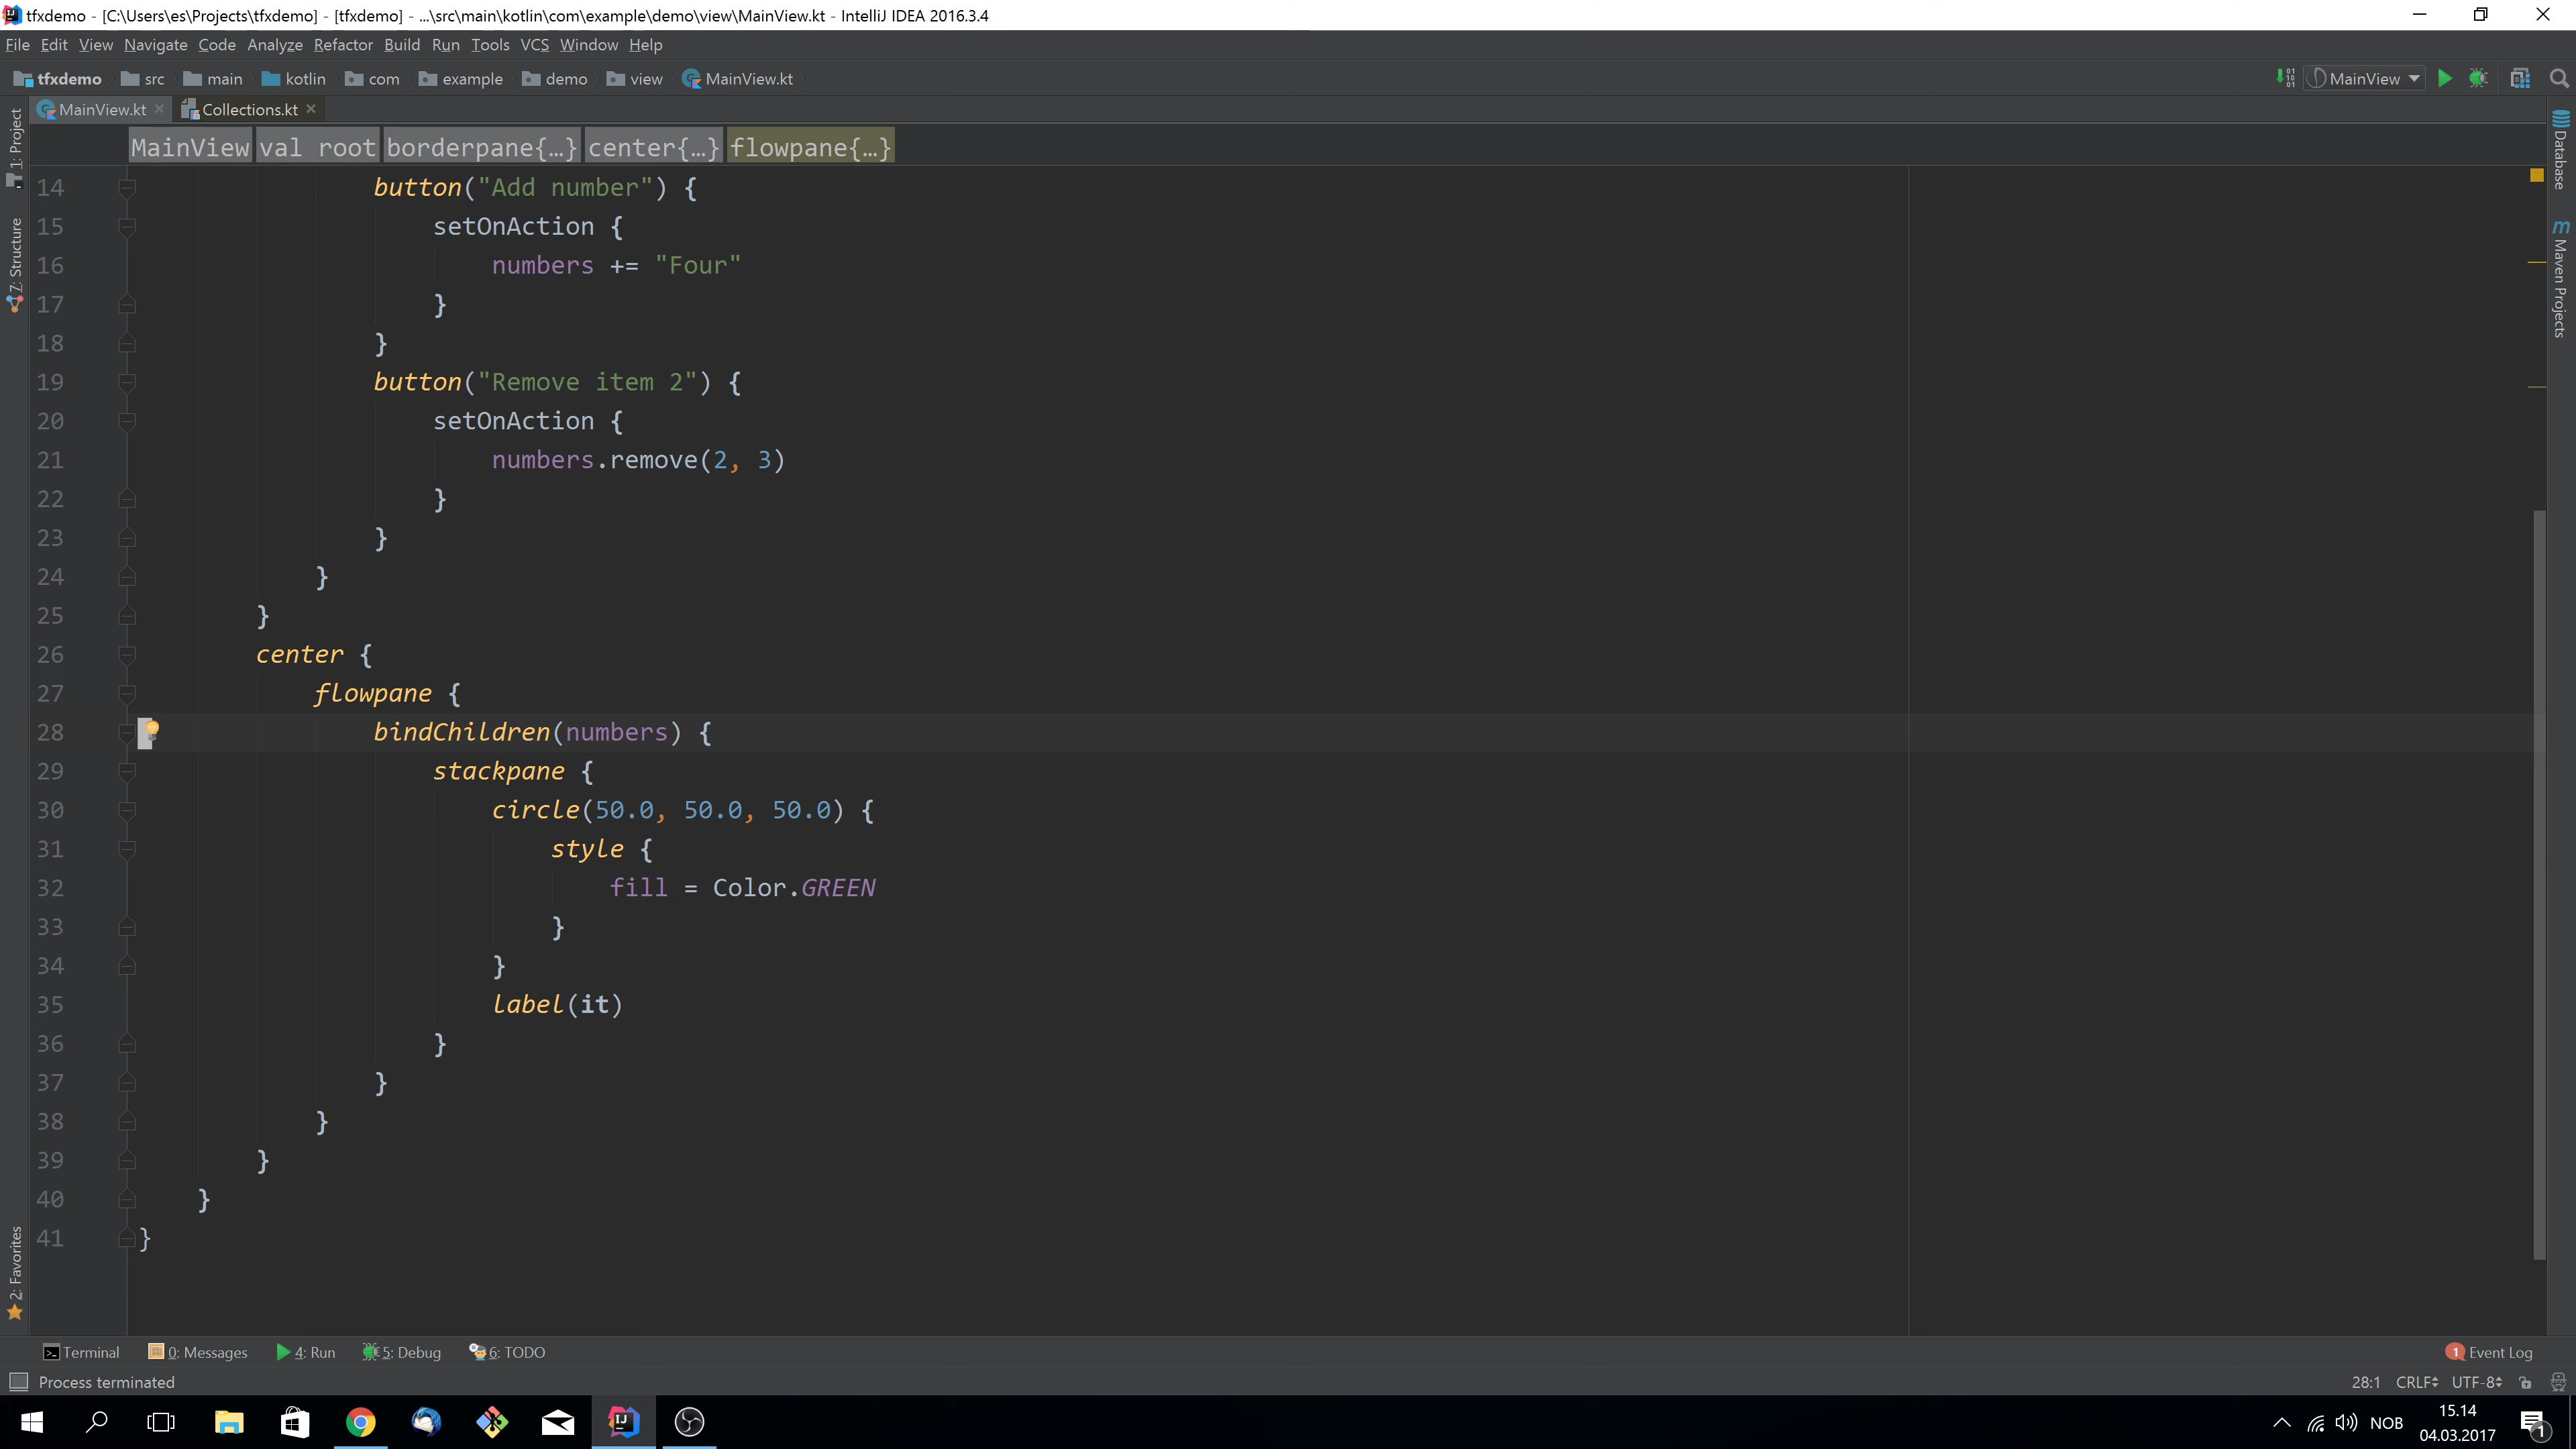 tfxdemo - [C:\Users\es\Projects\tfxdemo] - [tfxdemo] - ...\src\main\kotlin\com\example\demo\view\MainView.kt - IntelliJ IDEA 2016.3.4
File Edit View Navigate Code Analyze Refactor Build Run Tools VCS Window Help
tfxdemo src main kotlin com example demo view MainView.kt MainView
MainView.kt Collections.kt
MainView val root borderpane{…} center{…} flowpane{…}
1: Project
7: Structure
2: Favorites
Database
Maven Projects
14 button("Add number") {
15 setOnAction {
16 numbers += "Four"
17 }
18 }
19 button("Remove item 2") {
20 setOnAction {
21 numbers.remove(2, 3)
22 }
23 }
24 }
25 }
26 center {
27 flowpane {
28 bindChildren(numbers) {
29 stackpane {
30 circle(50.0, 50.0, 50.0) {
31 style {
32 fill = Color.GREEN
33 }
34 }
35 label(it)
36 }
37 }
38 }
39 }
40 }
41 }
Terminal 0: Messages 4: Run 5: Debug 6: TODO 1 Event Log
Process terminated 28:1 CRLF UTF-8
NOB 15.14
04.03.2017 1